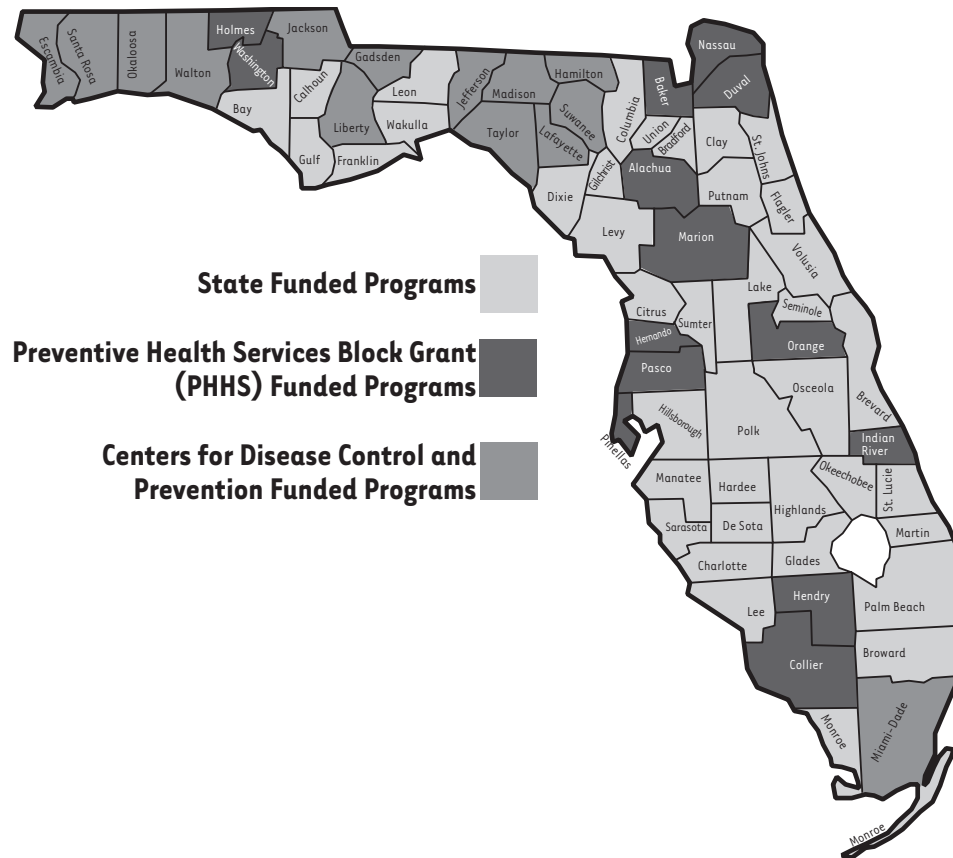 Holmes
Jackson
Escambia
Santa Rosa
Okaloosa
Walton
Washington
Gadsden
Bay
Calhoun
Leon
Liberty
Wakulla
Gulf
Franklin
Jefferson
Madison
Hamilton
Taylor
Suwanee
Lafayette
Columbia
Baker
Nassau
Duval
Union
Bradford
Clay
St. Johns
Gilchrist
Alachua
Putnam
Flagler
Dixie
Levy
Marion
Volusia
State Funded Programs
Lake
Seminole
Citrus
Sumter
Hernando
Orange
Preventive Health Services Block Grant
(PHHS) Funded Programs
Pasco
Osceola
Brevard
Hillsborough
Polk
Pinellas
Indian
River
Centers for Disease Control and
Prevention Funded Programs
Manatee
Hardee
Okeechobee
St. Lucie
Highlands
Sarasota
De Sota
Martin
Charlotte
Glades
Hendry
Lee
Palm Beach
Collier
Broward
Monroe
Miami-Dade
Monroe